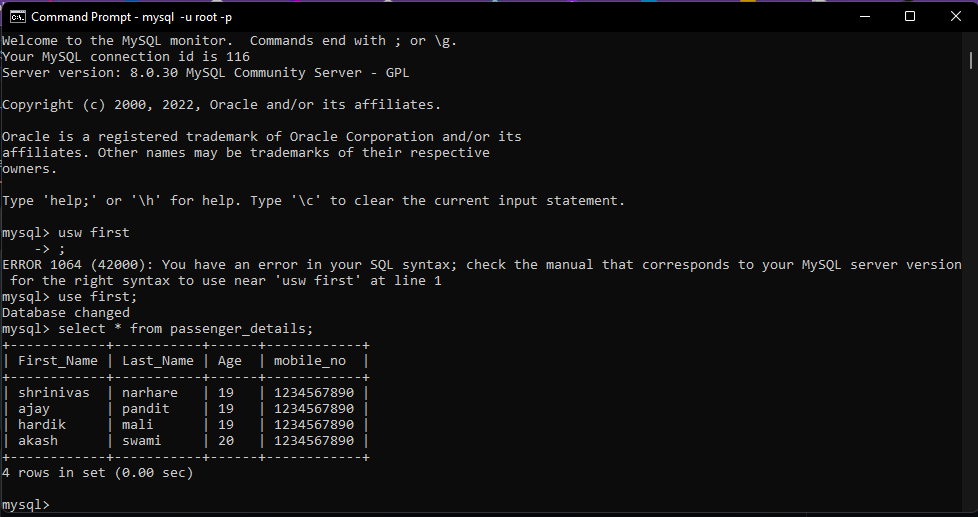 Command Prompt - mysql -u root -p
Welcome to the MySQL monitor.  Commands end with ; or \g.
Your MySQL connection id is 116
Server version: 8.0.30 MySQL Community Server - GPL
Copyright (c) 2000, 2022, Oracle and/or its affiliates.
Oracle is a registered trademark of Oracle Corporation and/or its
affiliates. Other names may be trademarks of their respective
owners.
Type 'help;' or '\h' for help. Type '\c' to clear the current input statement.
mysql> usw first
    -> ;
ERROR 1064 (42000): You have an error in your SQL syntax; check the manual that corresponds to your MySQL server version
 for the right syntax to use near 'usw first' at line 1
mysql> use first;
Database changed
mysql> select * from passenger_details;
+------------+-----------+------+------------+
| First_Name | Last_Name | Age  | mobile_no  |
+------------+-----------+------+------------+
| shrinivas  | narhare   | 19   | 1234567890 |
| ajay       | pandit    | 19   | 1234567890 |
| hardik     | mali      | 19   | 1234567890 |
| akash      | swami     | 20   | 1234567890 |
+------------+-----------+------+------------+
4 rows in set (0.00 sec)
mysql>